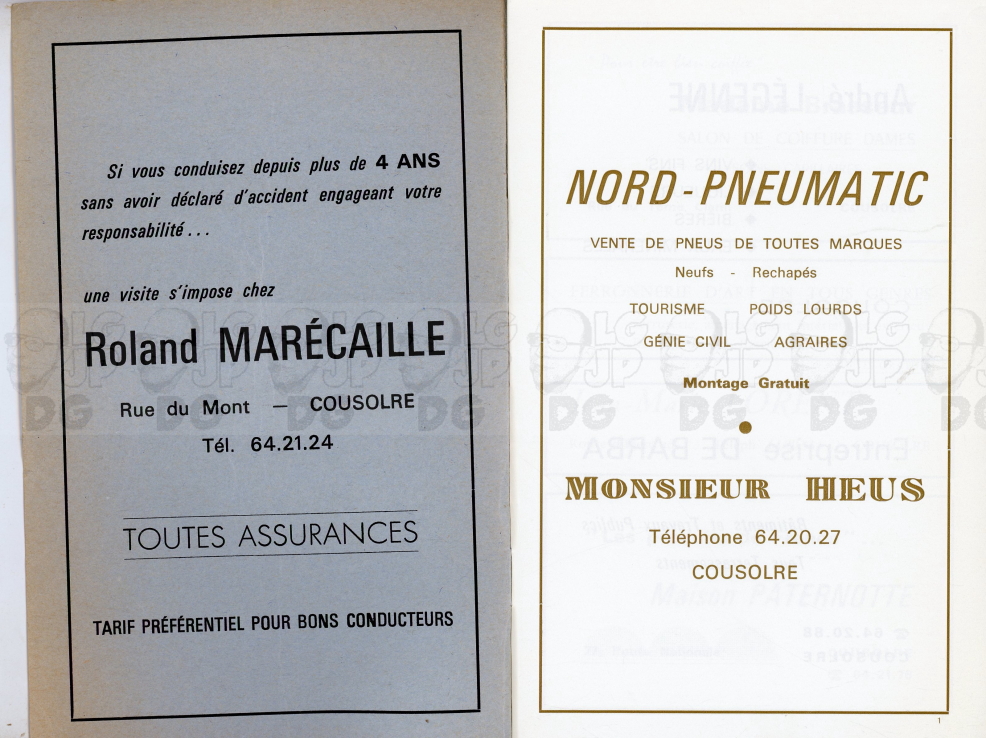 Si vous conduisez depuis plus de 4 ANS
sans avoir déclaré d'accident engageant votre
responsabilité...
une visite s'impose chez
Roland MARÉCAILLE
Rue du Mont — COUSOLRE
Tél. 64.21.24
TOUTES ASSURANCES
TARIF PRÉFÉRENTIEL POUR BONS CONDUCTEURS
NORD - PNEUMATIC
VENTE DE PNEUS DE TOUTES MARQUES
Neufs - Rechapés
TOURISME POIDS LOURDS
GÉNIE CIVIL AGRAIRES
Montage Gratuit
●
MONSIEUR HEUS
Téléphone 64.20.27
COUSOLRE
1
LG JP DG